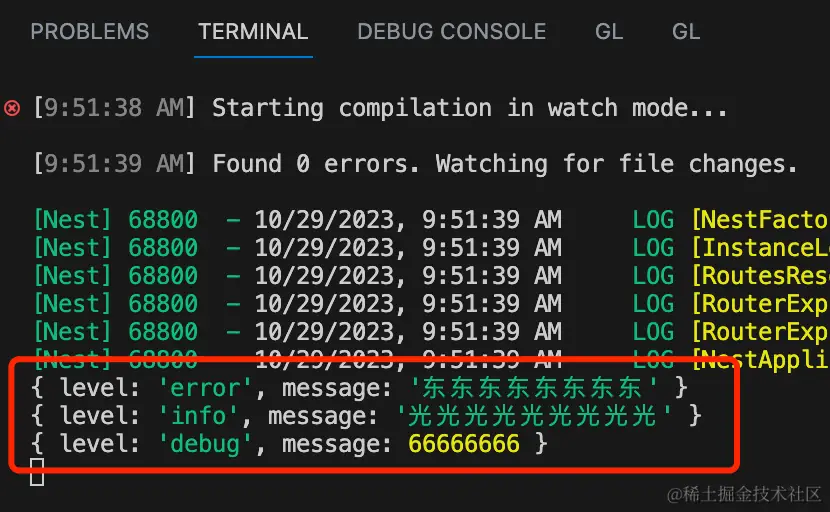 PROBLEMS TERMINAL DEBUG CONSOLE GL GL
[9:51:38 AM] Starting compilation in watch mode...
[9:51:39 AM] Found 0 errors. Watching for file changes.
[Nest] 68800  - 10/29/2023, 9:51:39 AM     LOG [NestFacto
[Nest] 68800  - 10/29/2023, 9:51:39 AM     LOG [InstanceLo
[Nest] 68800  - 10/29/2023, 9:51:39 AM     LOG [RoutesRes
[Nest] 68800  - 10/29/2023, 9:51:39 AM     LOG [RouterExp
[Nest] 68800  - 10/29/2023, 9:51:39 AM     LOG [RouterExp
[Nest] 68800  - 10/29/2023, 9:51:39 AM     LOG [NestAppli
{ level: 'error', message: '东东东东东东东东' }
{ level: 'info', message: '光光光光光光光光光' }
{ level: 'debug', message: 66666666 }
@稀土掘金技术社区